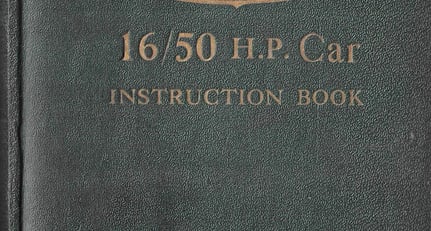 16/50 H.P. Car
INSTRUCTION BOOK